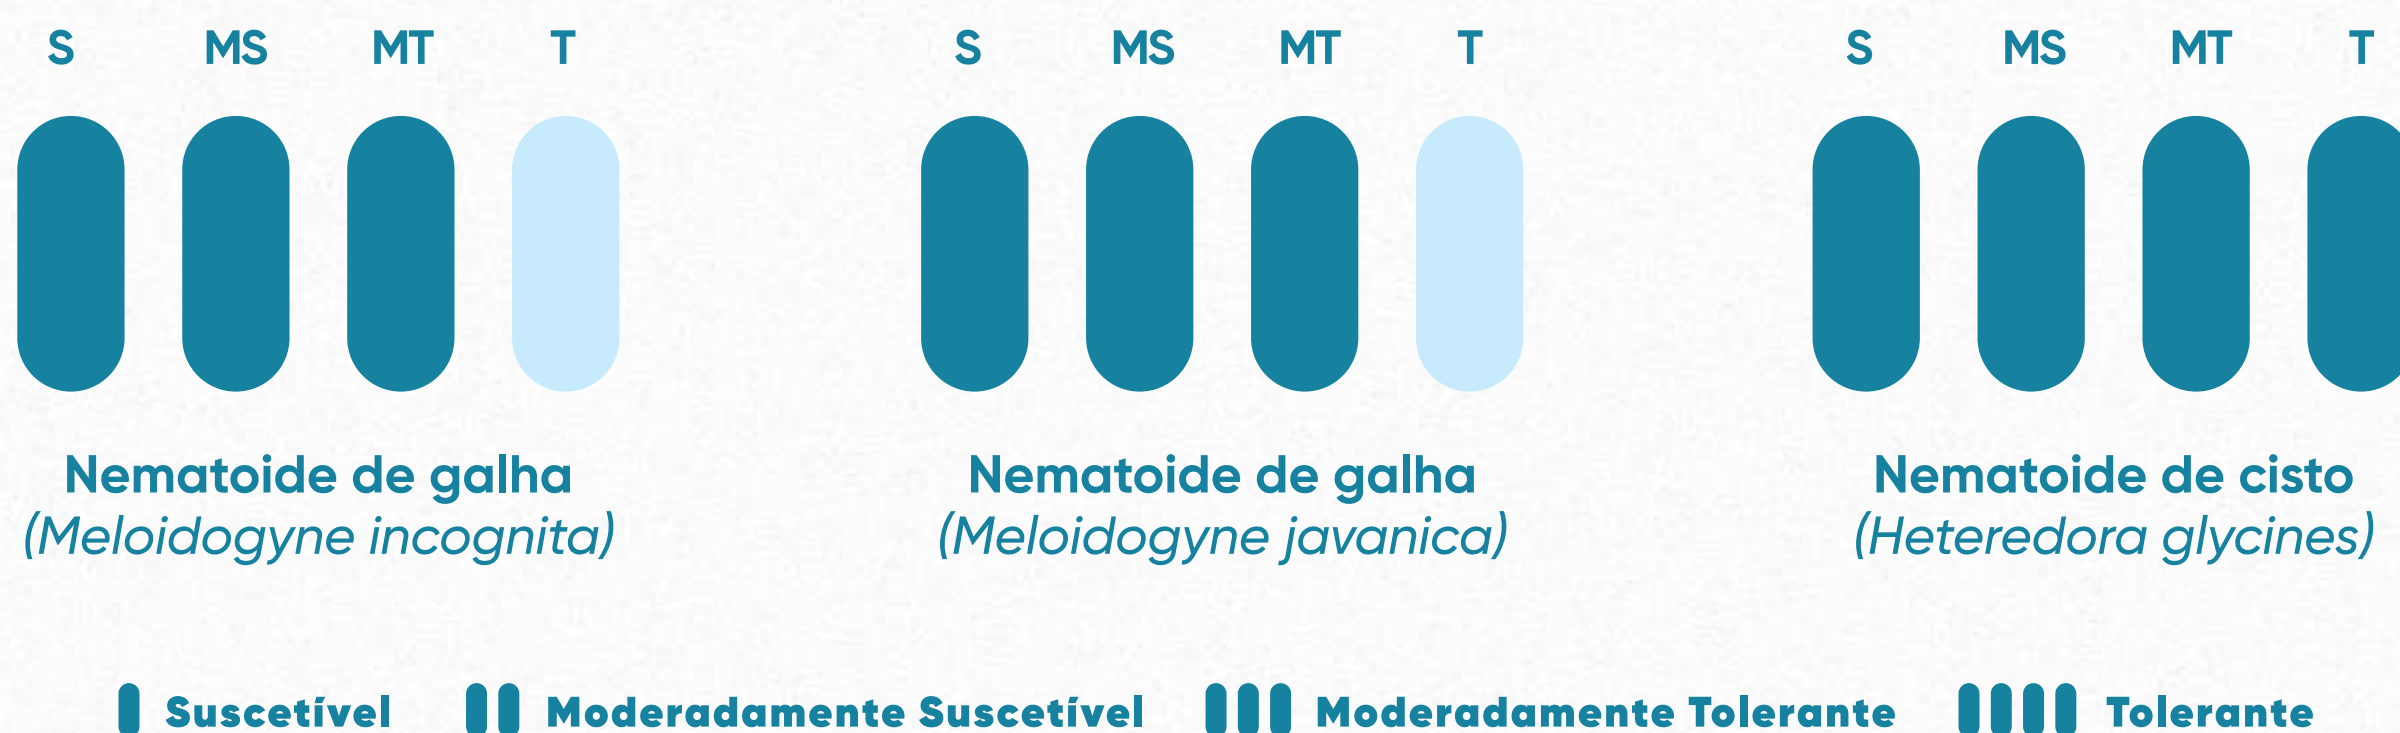 S MS MT T S MS MT T S MS MT T
Nematoide de galha Nematoide de galha Nematoide de cisto
(Meloidogyne incognita) (Meloidogyne javanica) (Heteredora glycines)
Suscetível Moderadamente Suscetível Moderadamente Tolerante Tolerante